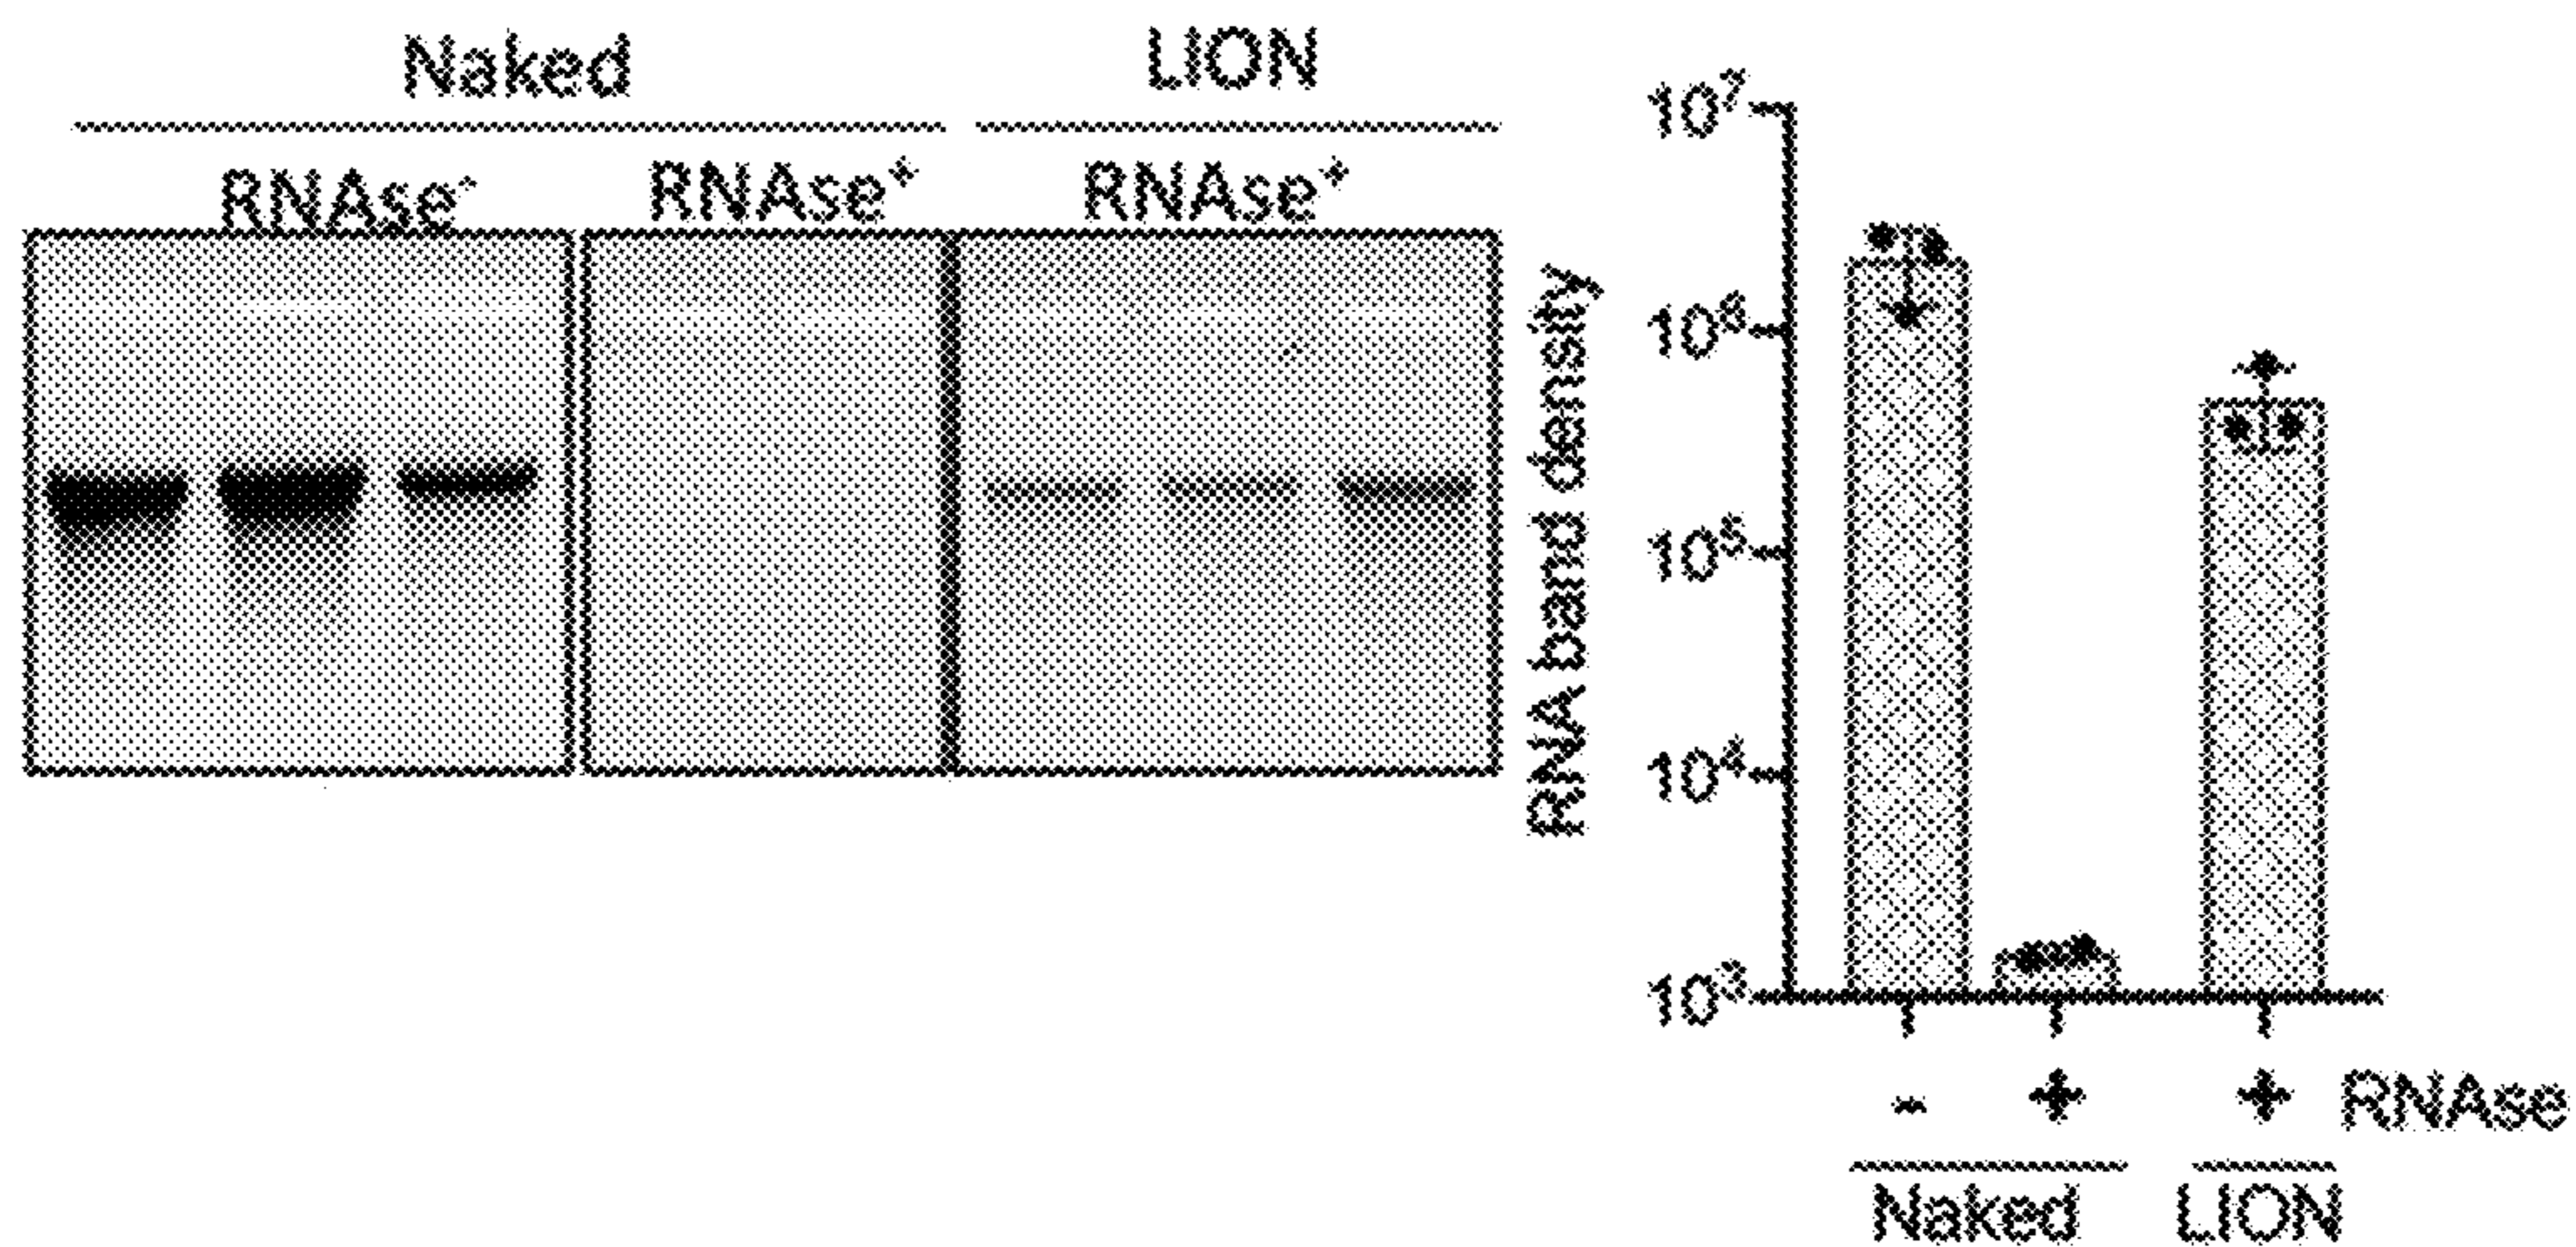 Naked LION
RNAse⁻ RNAse⁺ RNAse⁺
RNA band density
10⁷
10⁶
10⁵
10⁴
10³
- + + RNAse
Naked LION